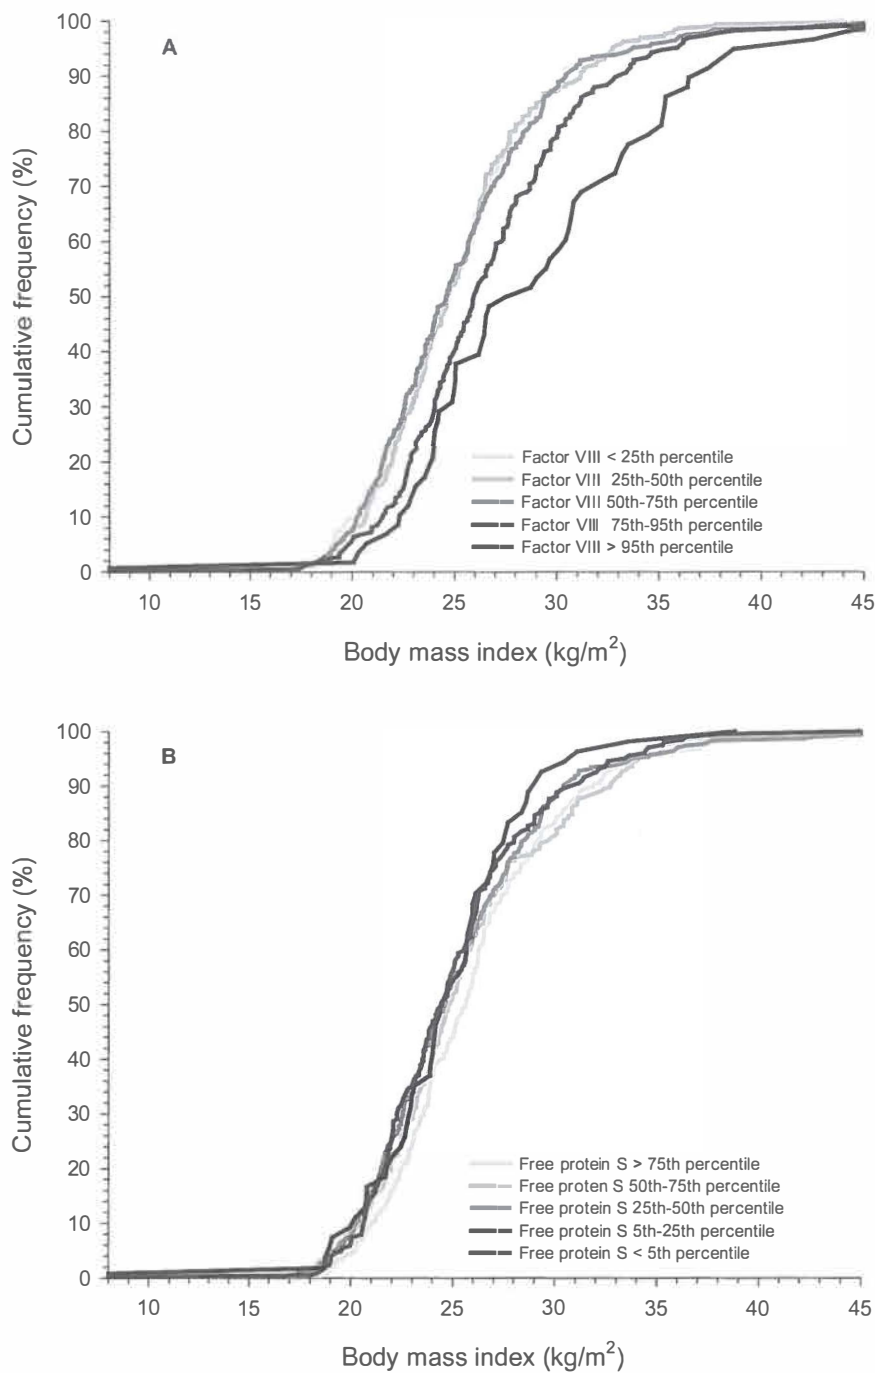 A
100
90
80
70
60
50
40
30
20
10
0
Cumulative frequency (%)
10 15 20 25 30 35 40 45
Body mass index (kg/m²)
Factor VIII < 25th percentile
Factor VIII 25th-50th percentile
Factor VIII 50th-75th percentile
Factor VIII 75th-95th percentile
Factor VIII > 95th percentile
B
100
90
80
70
60
50
40
30
20
10
0
Cumulative frequency (%)
10 15 20 25 30 35 40 45
Body mass index (kg/m²)
Free protein S > 75th percentile
Free proten S 50th-75th percentile
Free protein S 25th-50th percentile
Free protein S 5th-25th percentile
Free protein S < 5th percentile